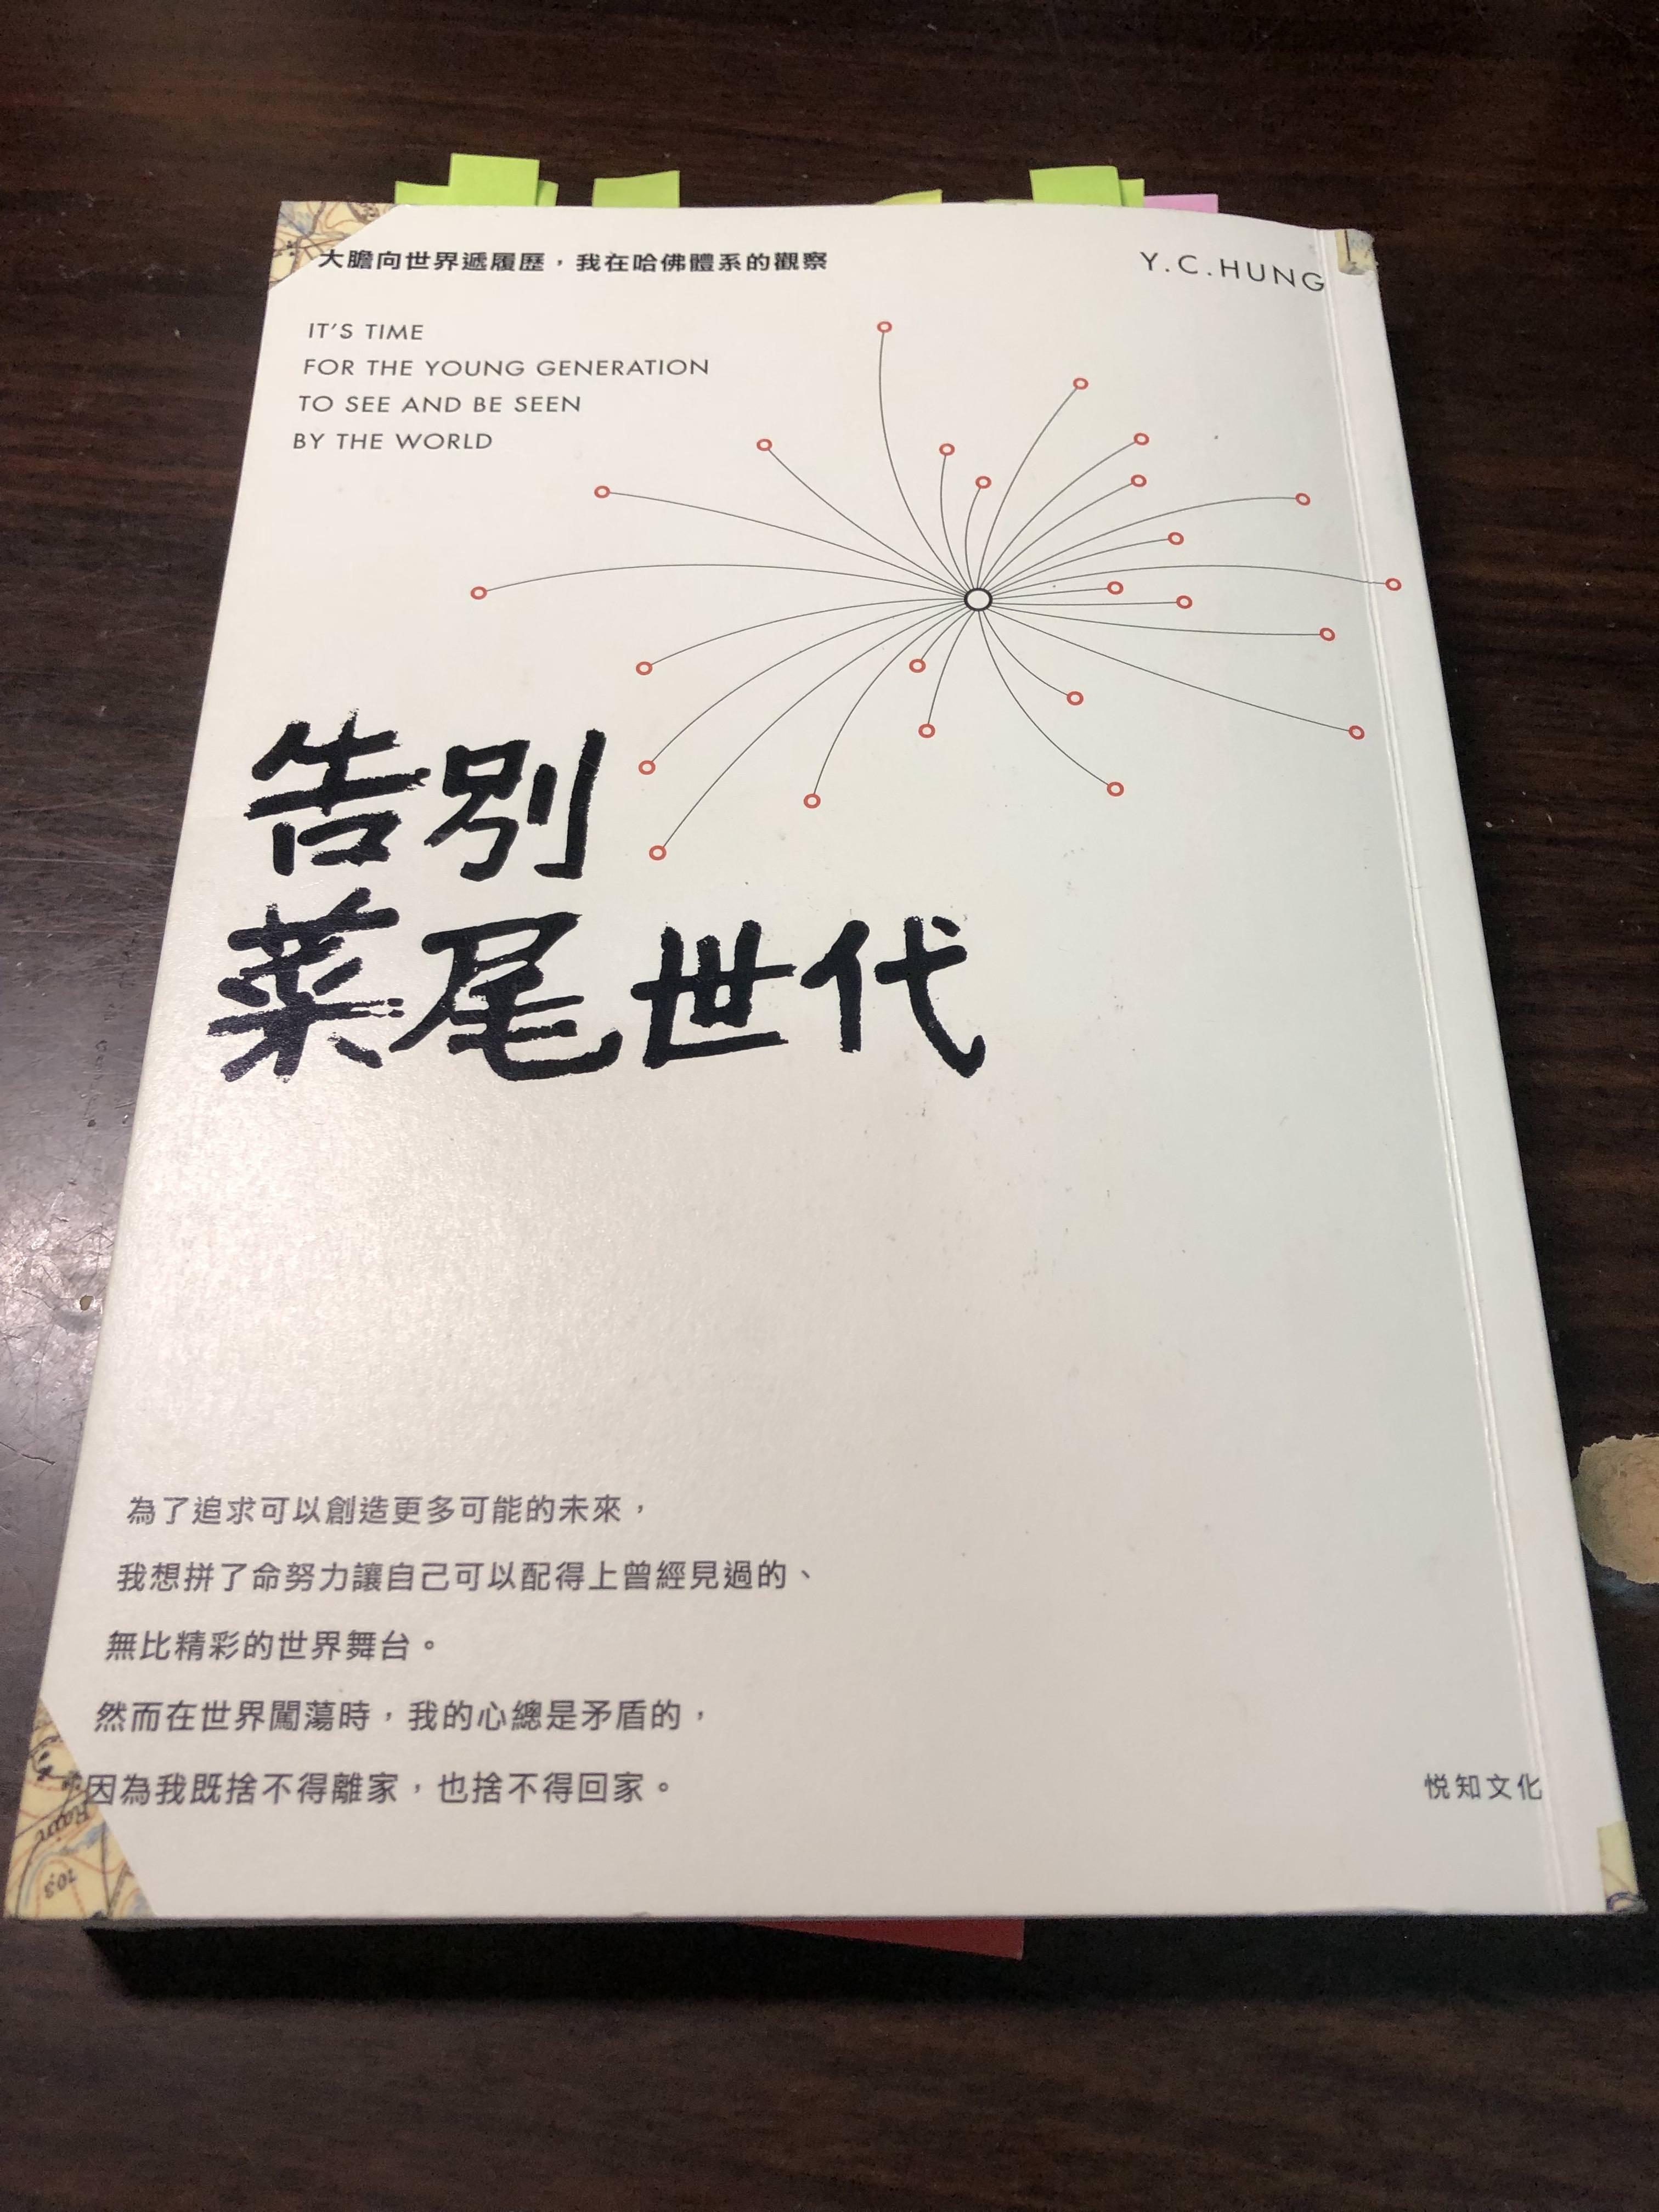 大膽向世界遞履歷，我在哈佛體系的觀察
Y.C.HUNG
IT'S TIME
FOR THE YOUNG GENERATION
TO SEE AND BE SEEN
BY THE WORLD
告別
菜尾世代
為了追求可以創造更多可能的未來，
我想拼了命努力讓自己可以配得上曾經見過的、
無比精彩的世界舞台。
然而在世界闖蕩時，我的心總是矛盾的，
因為我既捨不得離家，也捨不得回家。
悦知文化